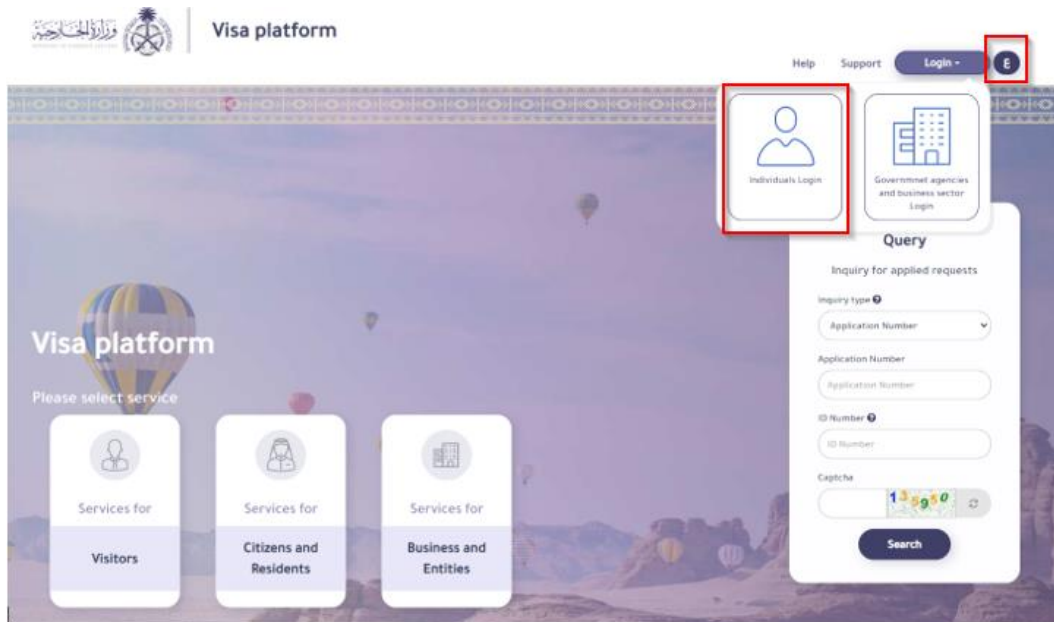 وزارة الخارجية
Visa platform
Help
Support
Login
E
Individuals Login
Governmnet agencies
and business sector
Login
Query
Inquiry for applied requests
Inquiry type
Application Number
Application Number
Application Number
ID Number
ID Number
Captcha
135950
Search
Visa platform
Please select service
Services for
Visitors
Services for
Citizens and
Residents
Services for
Business and
Entities